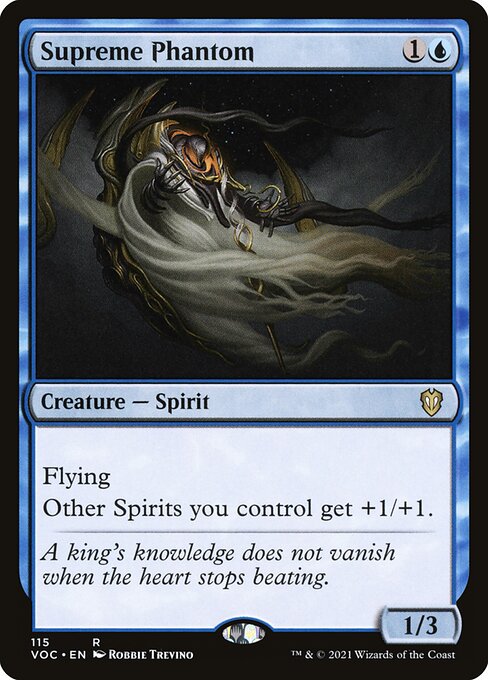 Supreme Phantom 1
Creature — Spirit
Flying
Other Spirits you control get +1/+1.
A king's knowledge does not vanish
when the heart stops beating.
1/3
115 R
VOC • EN Robbie Trevino
™ & © 2021 Wizards of the Coast